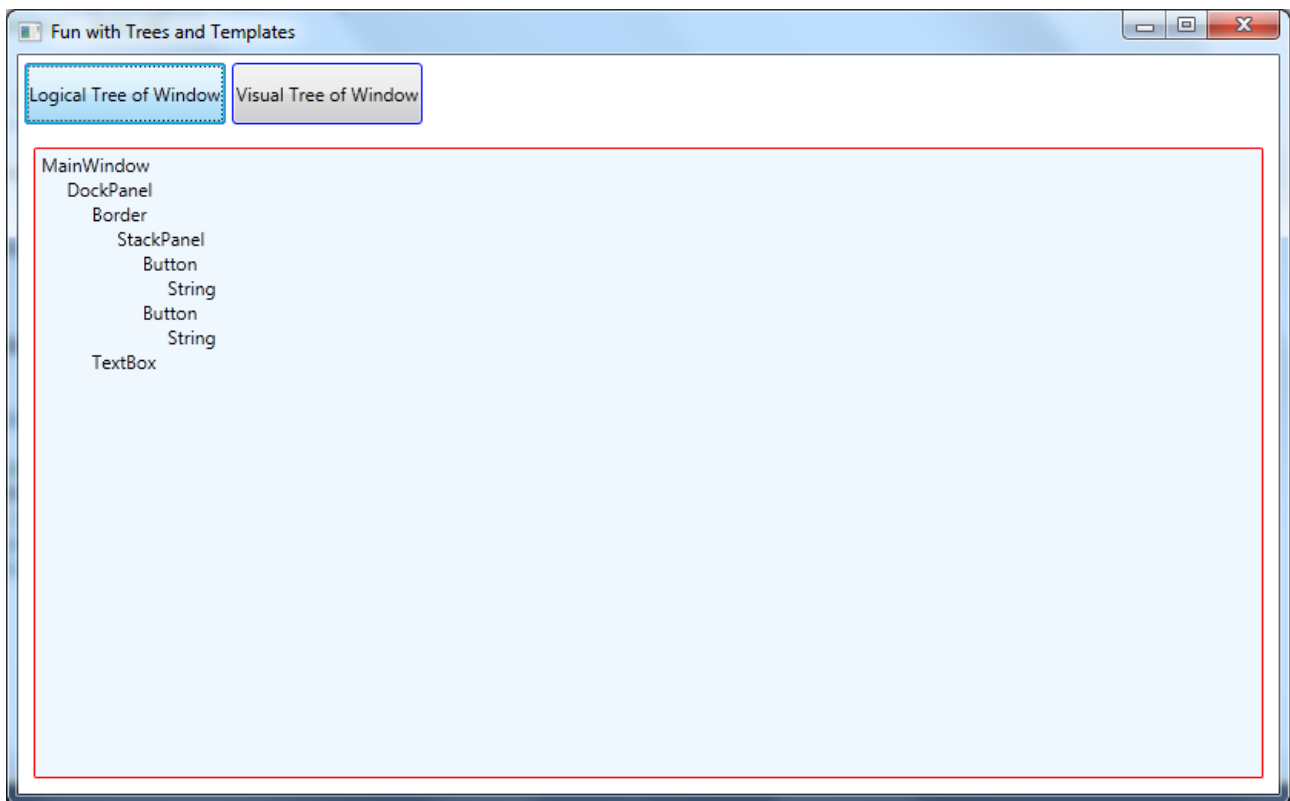 Fun with Trees and Templates
Logical Tree of Window Visual Tree of Window
MainWindow
DockPanel
Border
StackPanel
Button
String
Button
String
TextBox